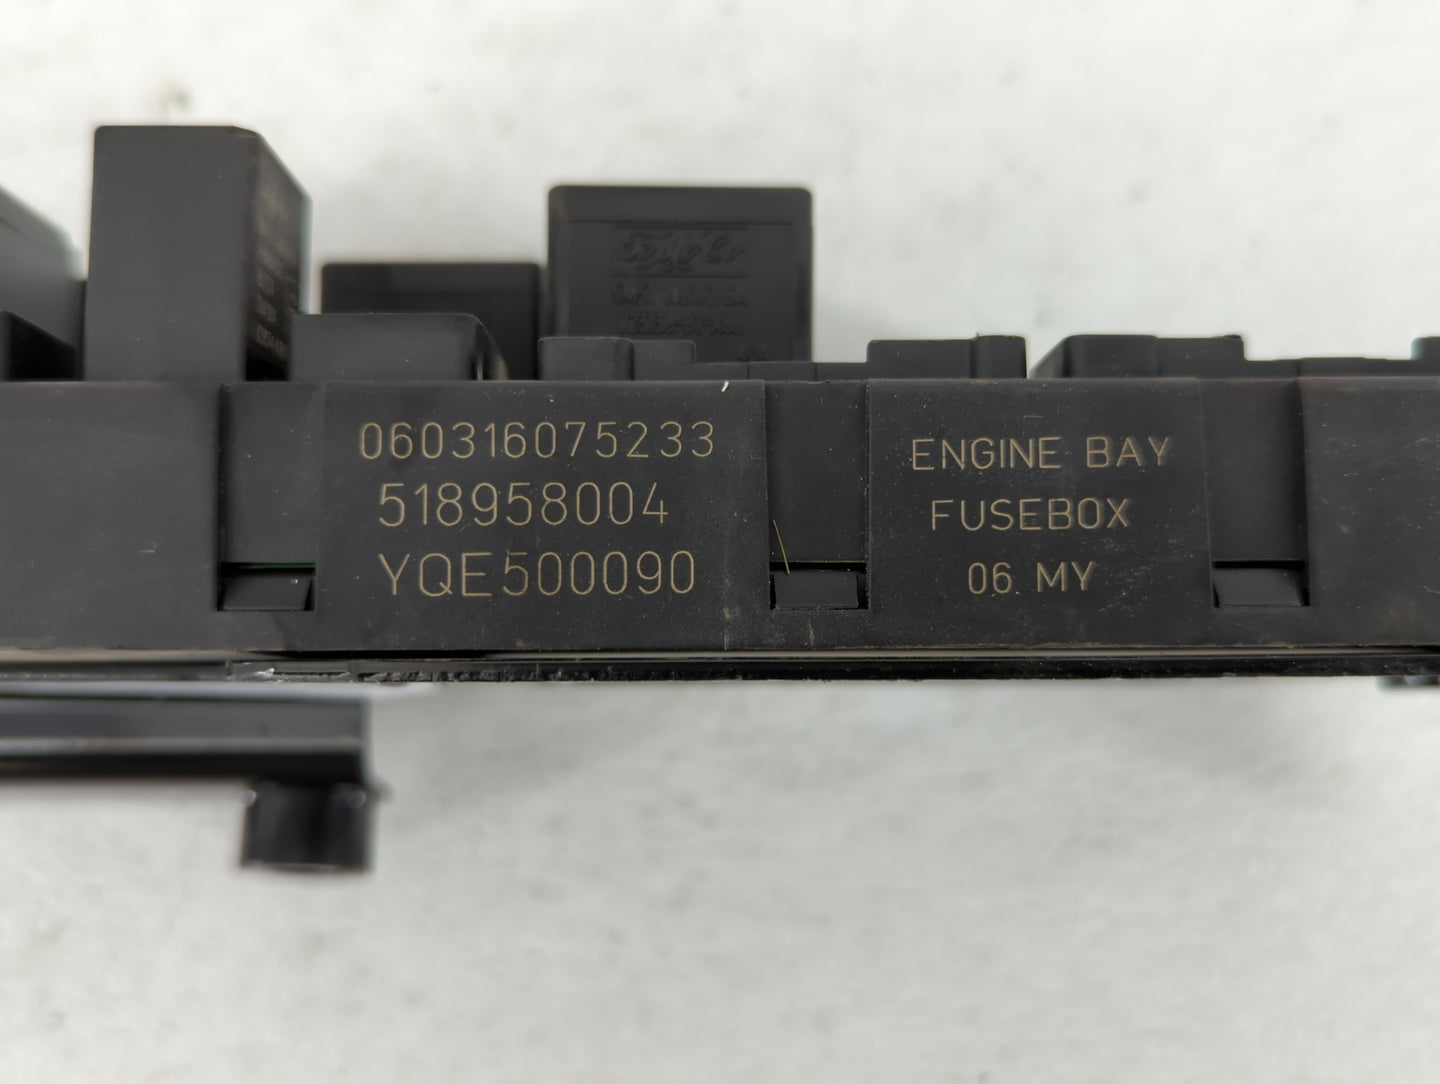 060316075233
518958004
YQE500090
ENGINE BAY
FUSEBOX
06 MY